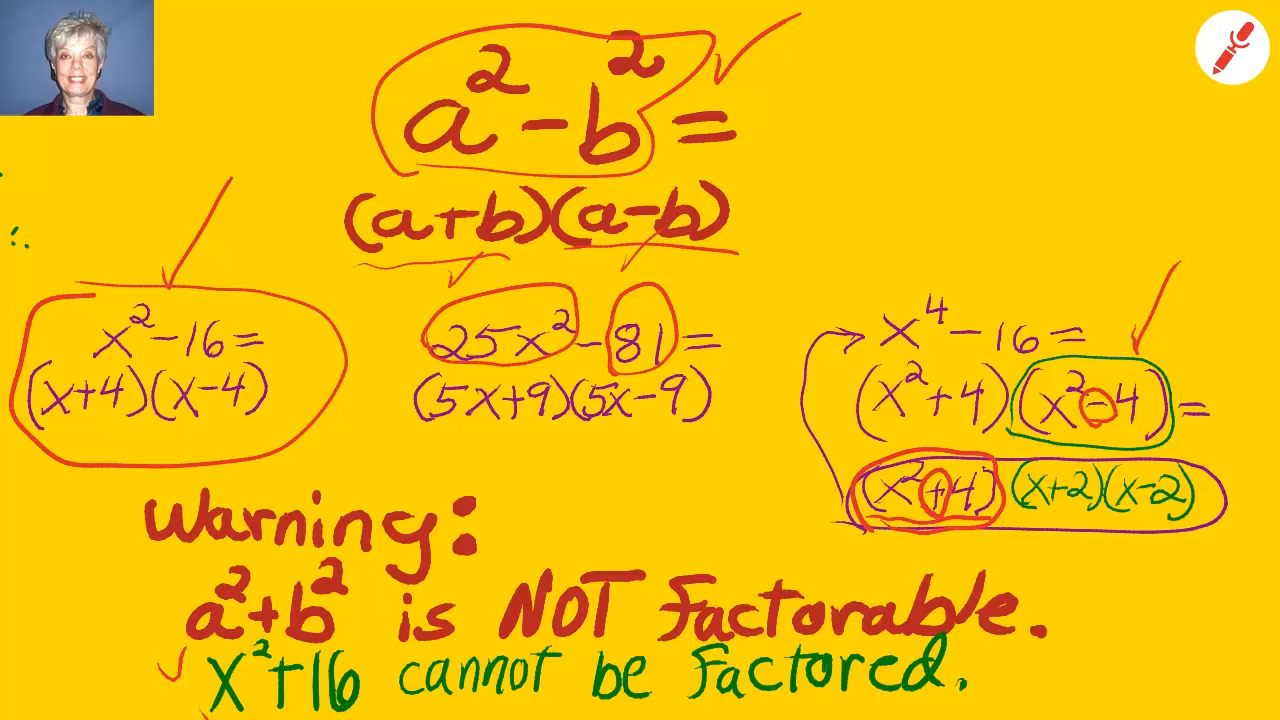 a² - b² =
(a+b)(a-b)
x² - 16 =
(x+4)(x-4)
25x² - 81 =
(5x+9)(5x-9)
x⁴ - 16 =
(x²+4)(x²-4) =
(x²+4)(x+2)(x-2)
Warning:
a²+b² is NOT Factorable.
x²+16 cannot be Factored.